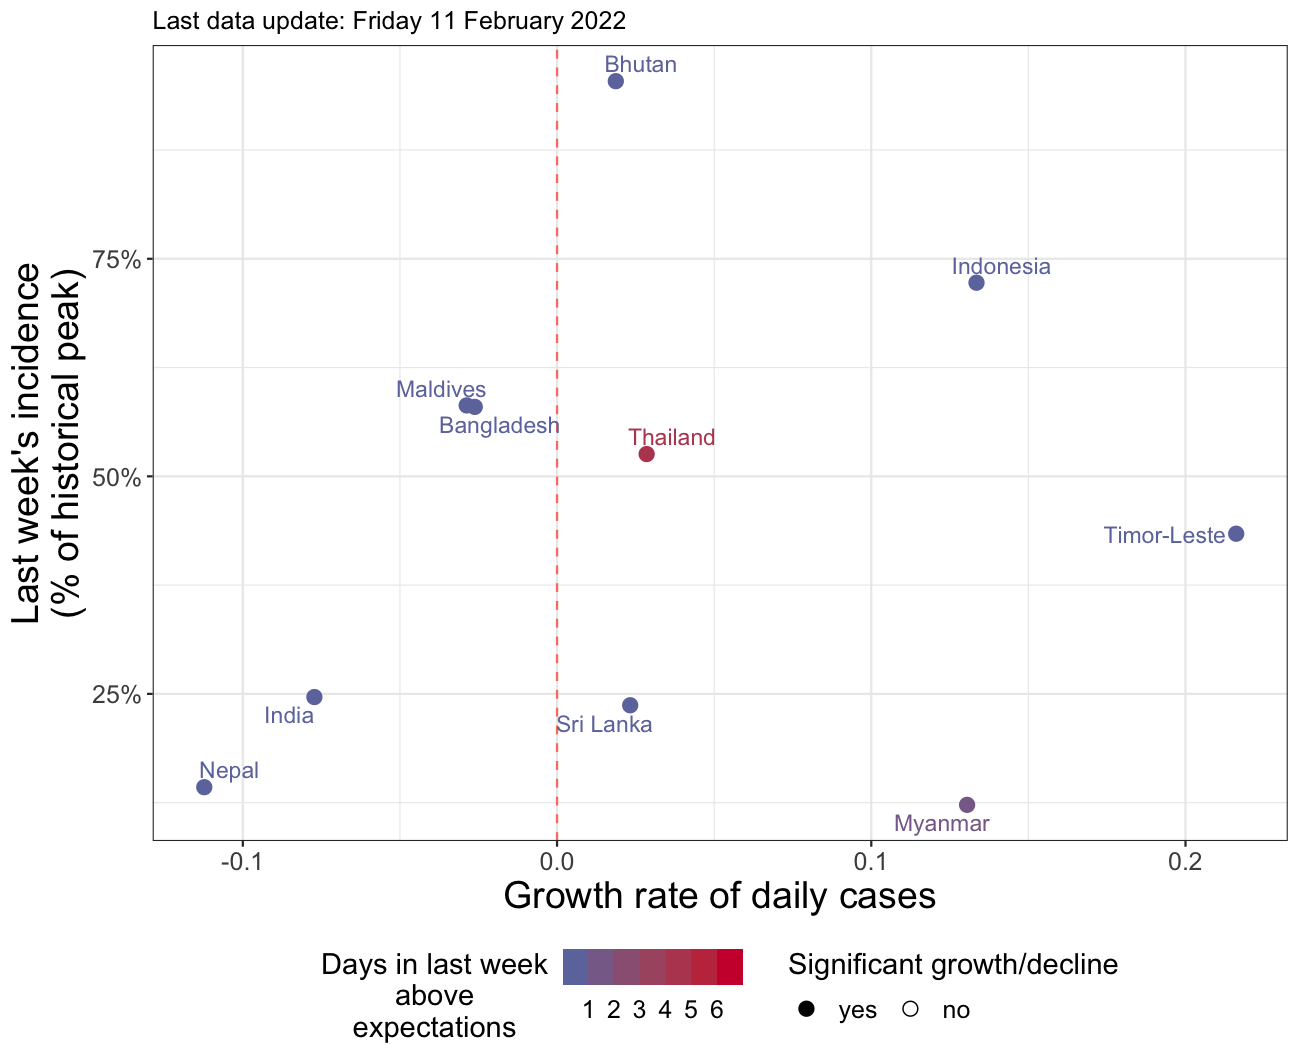 Last data update: Friday 11 February 2022
Bhutan
75%
Indonesia
Maldives
Bangladesh
Thailand
50%
Timor-Leste
25%
India
Sri Lanka
Nepal
Myanmar
Last week's incidence
(% of historical peak)
-0.1 0.0 0.1 0.2
Growth rate of daily cases
Days in last week
above
expectations
1 2 3 4 5 6
Significant growth/decline
yes no